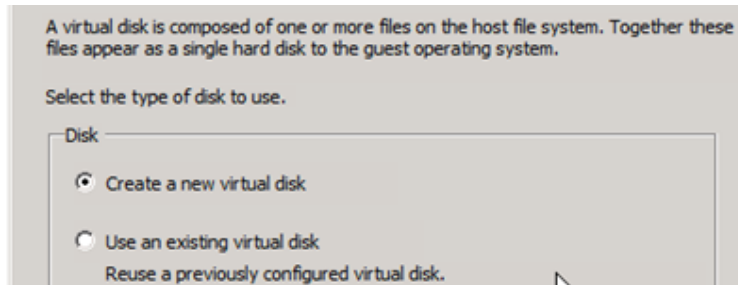 A virtual disk is composed of one or more files on the host file system. Together these
files appear as a single hard disk to the guest operating system.
Select the type of disk to use.
Disk
Create a new virtual disk
Use an existing virtual disk
Reuse a previously configured virtual disk.